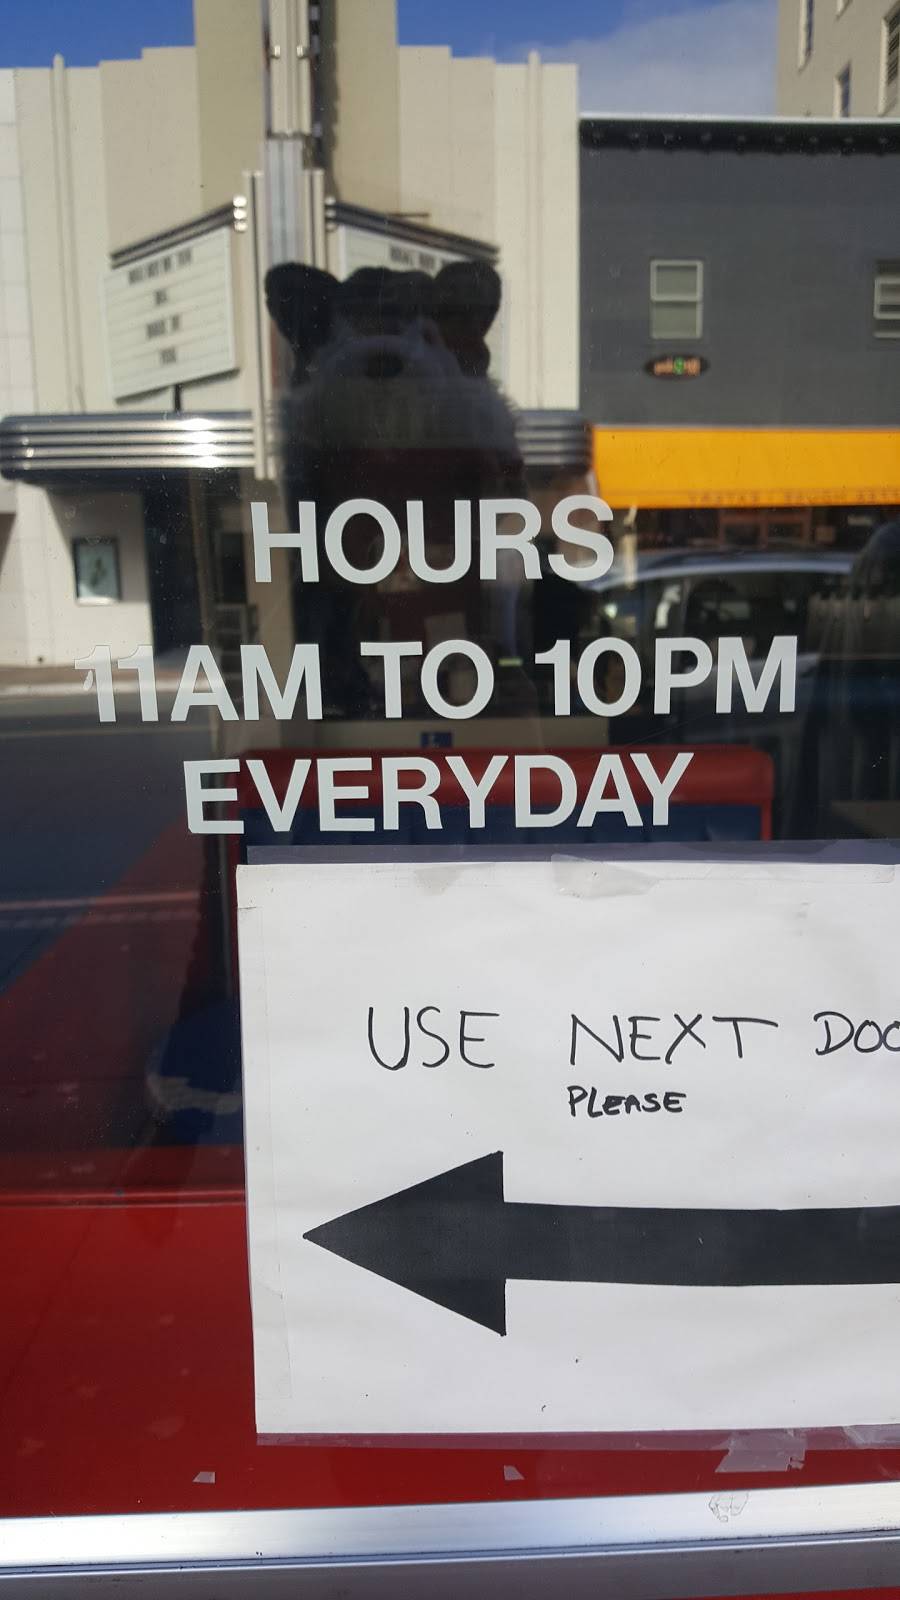 HOURS
11AM TO 10PM
EVERYDAY
USE NEXT DOO
PLEASE